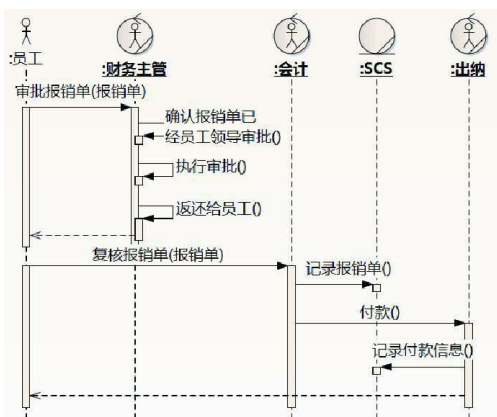 :员工
:财务主管
:会计
:SCS
:出纳
审批报销单(报销单)
确认报销单已
经员工领导审批()
执行审批()
返还给员工()
复核报销单(报销单)
记录报销单()
付款()
记录付款信息()